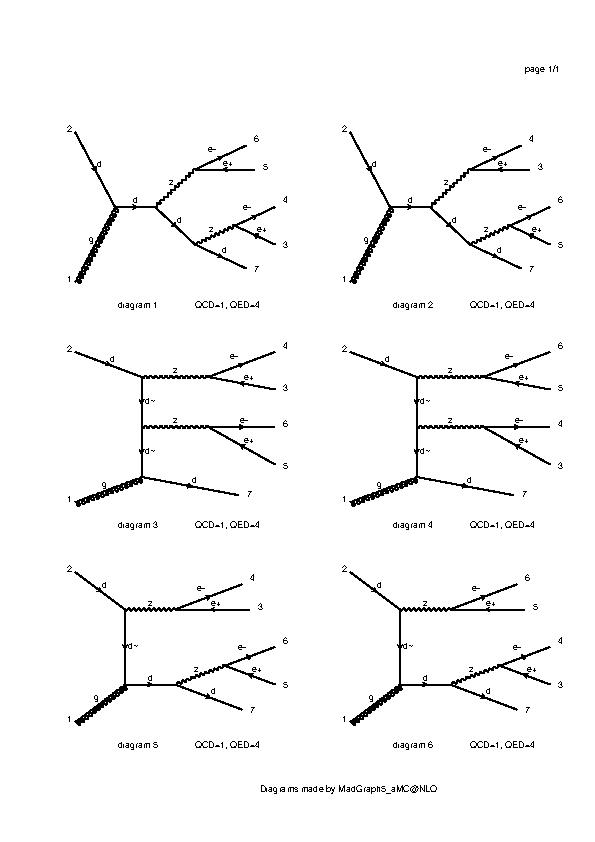 page 1/1
2 d g 1 d z d e- 6 e+ 5 z e- 4 e+ 3 d 7
diagram 1 QCD=1, QED=4
2 d g 1 d z d e- 4 e+ 3 z e- 6 e+ 5 d 7
diagram 2 QCD=1, QED=4
2 d z e- 4 e+ 3 d~ z e- 6 e+ 5 d~ g 1 d 7
diagram 3 QCD=1, QED=4
2 d z e- 6 e+ 5 d~ z e- 4 e+ 3 d~ g 1 d 7
diagram 4 QCD=1, QED=4
2 d z e- 4 e+ 3 d~ g 1 d z e- 6 e+ 5 d 7
diagram 5 QCD=1, QED=4
2 d z e- 6 e+ 5 d~ g 1 d z e- 4 e+ 3 d 7
diagram 6 QCD=1, QED=4
Diagrams made by MadGraph5_aMC@NLO